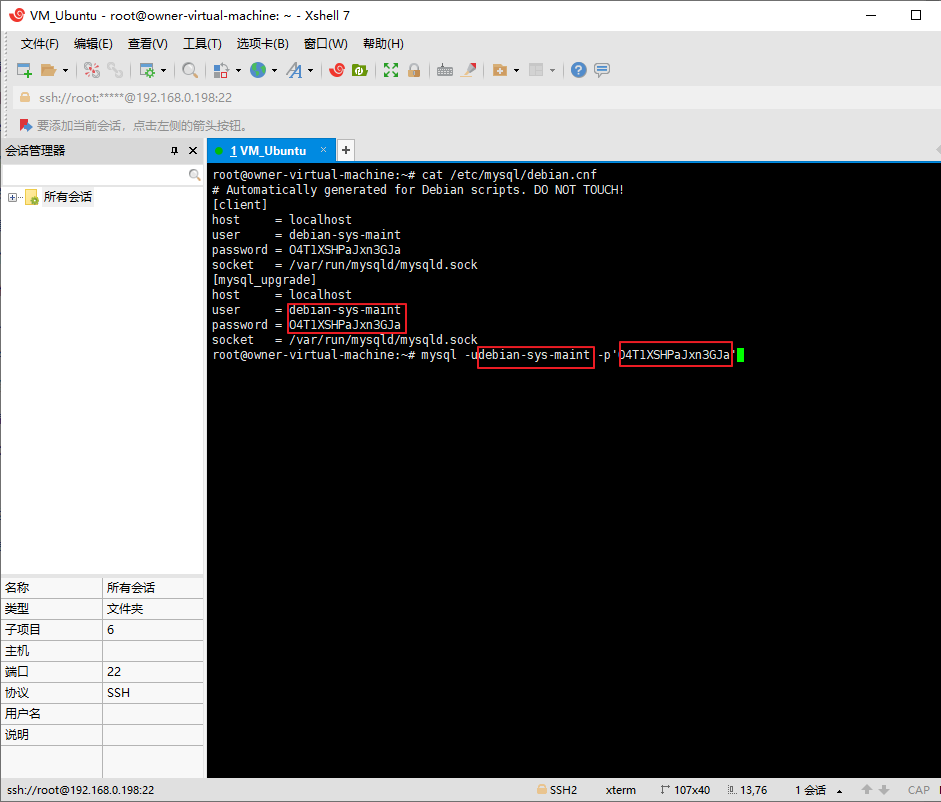 VM_Ubuntu - root@owner-virtual-machine: ~ - Xshell 7
文件(F) 编辑(E) 查看(V) 工具(T) 选项卡(B) 窗口(W) 帮助(H)
ssh://root:*****@192.168.0.198:22
要添加当前会话，点击左侧的箭头按钮。
会话管理器
1 VM_Ubuntu
所有会话
root@owner-virtual-machine:~# cat /etc/mysql/debian.cnf
# Automatically generated for Debian scripts. DO NOT TOUCH!
[client]
host     = localhost
user     = debian-sys-maint
password = O4T1XSHPaJxn3GJa
socket   = /var/run/mysqld/mysqld.sock
[mysql_upgrade]
host     = localhost
user     = debian-sys-maint
password = O4T1XSHPaJxn3GJa
socket   = /var/run/mysqld/mysqld.sock
root@owner-virtual-machine:~# mysql -udebian-sys-maint -p'O4T1XSHPaJxn3GJa'
名称 所有会话
类型 文件夹
子项目 6
主机
端口 22
协议 SSH
用户名
说明
ssh://root@192.168.0.198:22 SSH2 xterm 107x40 13,76 1 会话 CAP